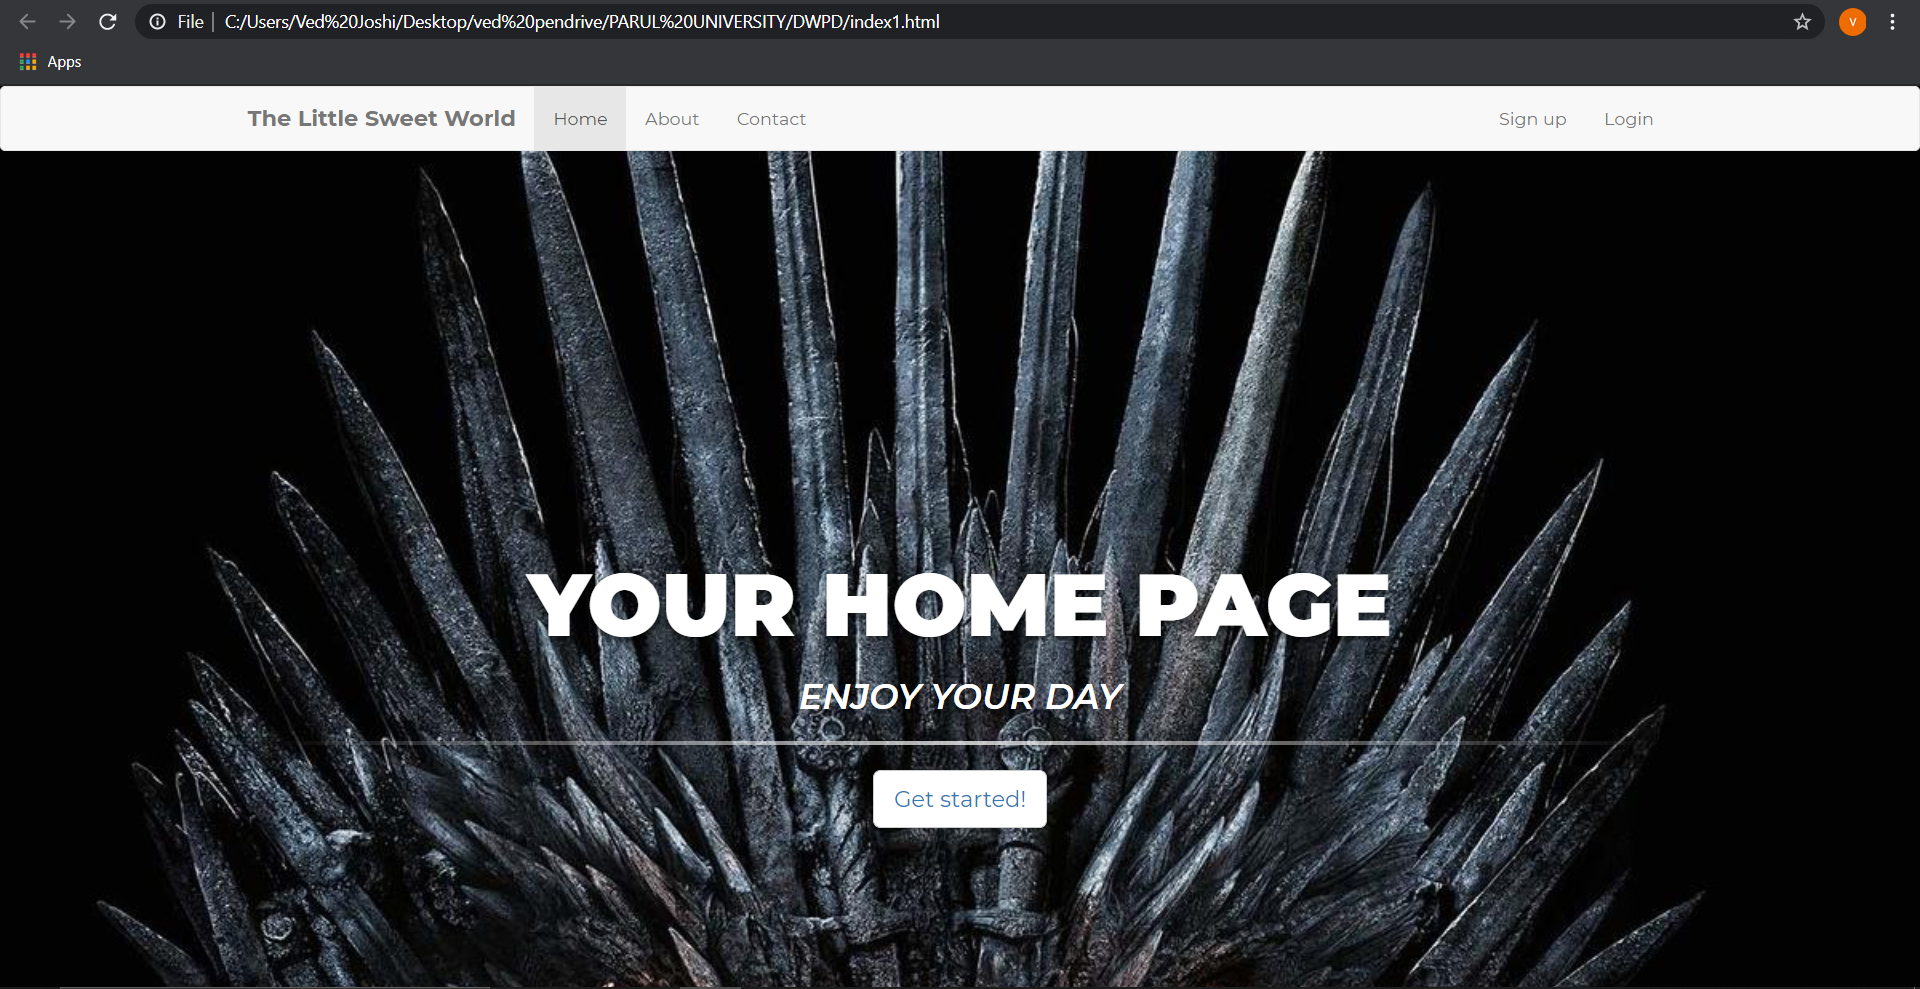 File | C:/Users/Ved%20Joshi/Desktop/ved%20pendrive/PARUL%20UNIVERSITY/DWPD/index1.html V
Apps
The Little Sweet World Home About Contact Sign up Login
YOUR HOME PAGE
ENJOY YOUR DAY
Get started!